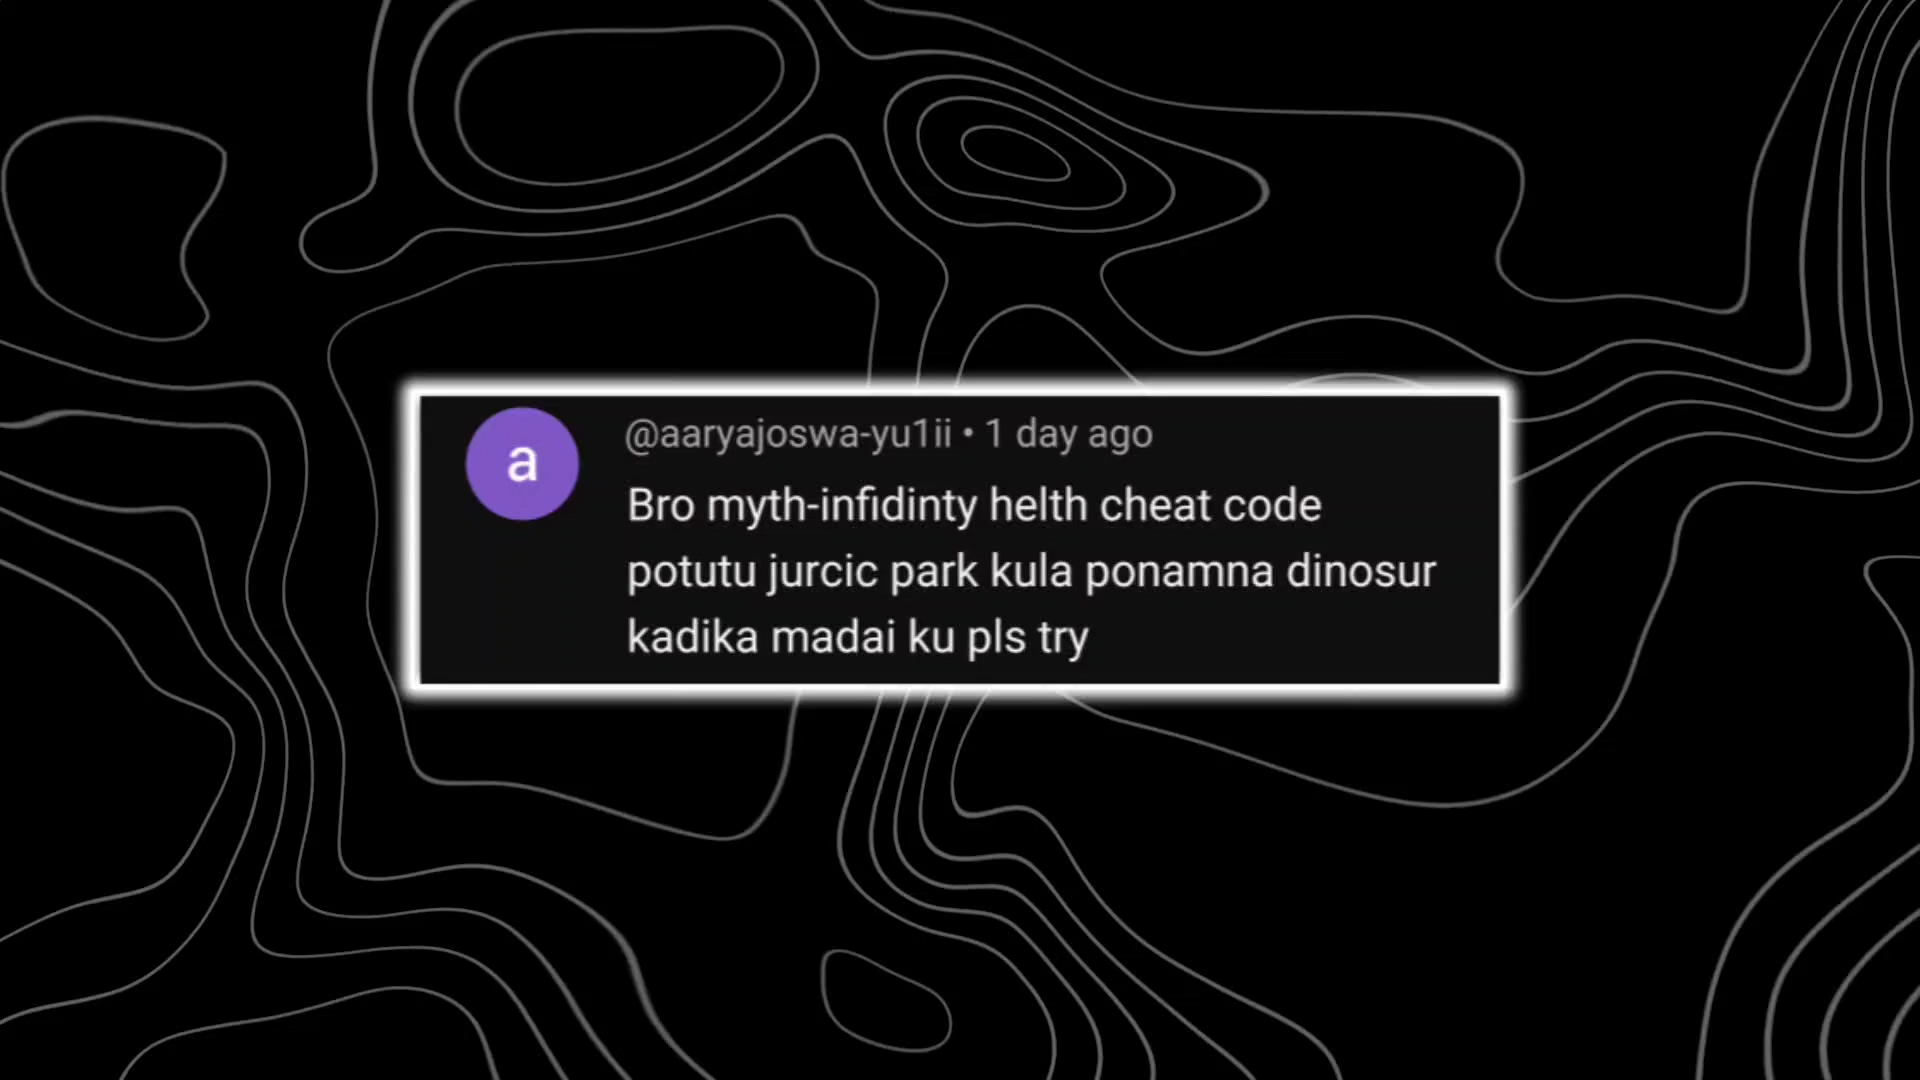 a
@aaryajoswa-yu1ii • 1 day ago
Bro myth-infidinty helth cheat code
potutu jurcic park kula ponamna dinosur
kadika madai ku pls try